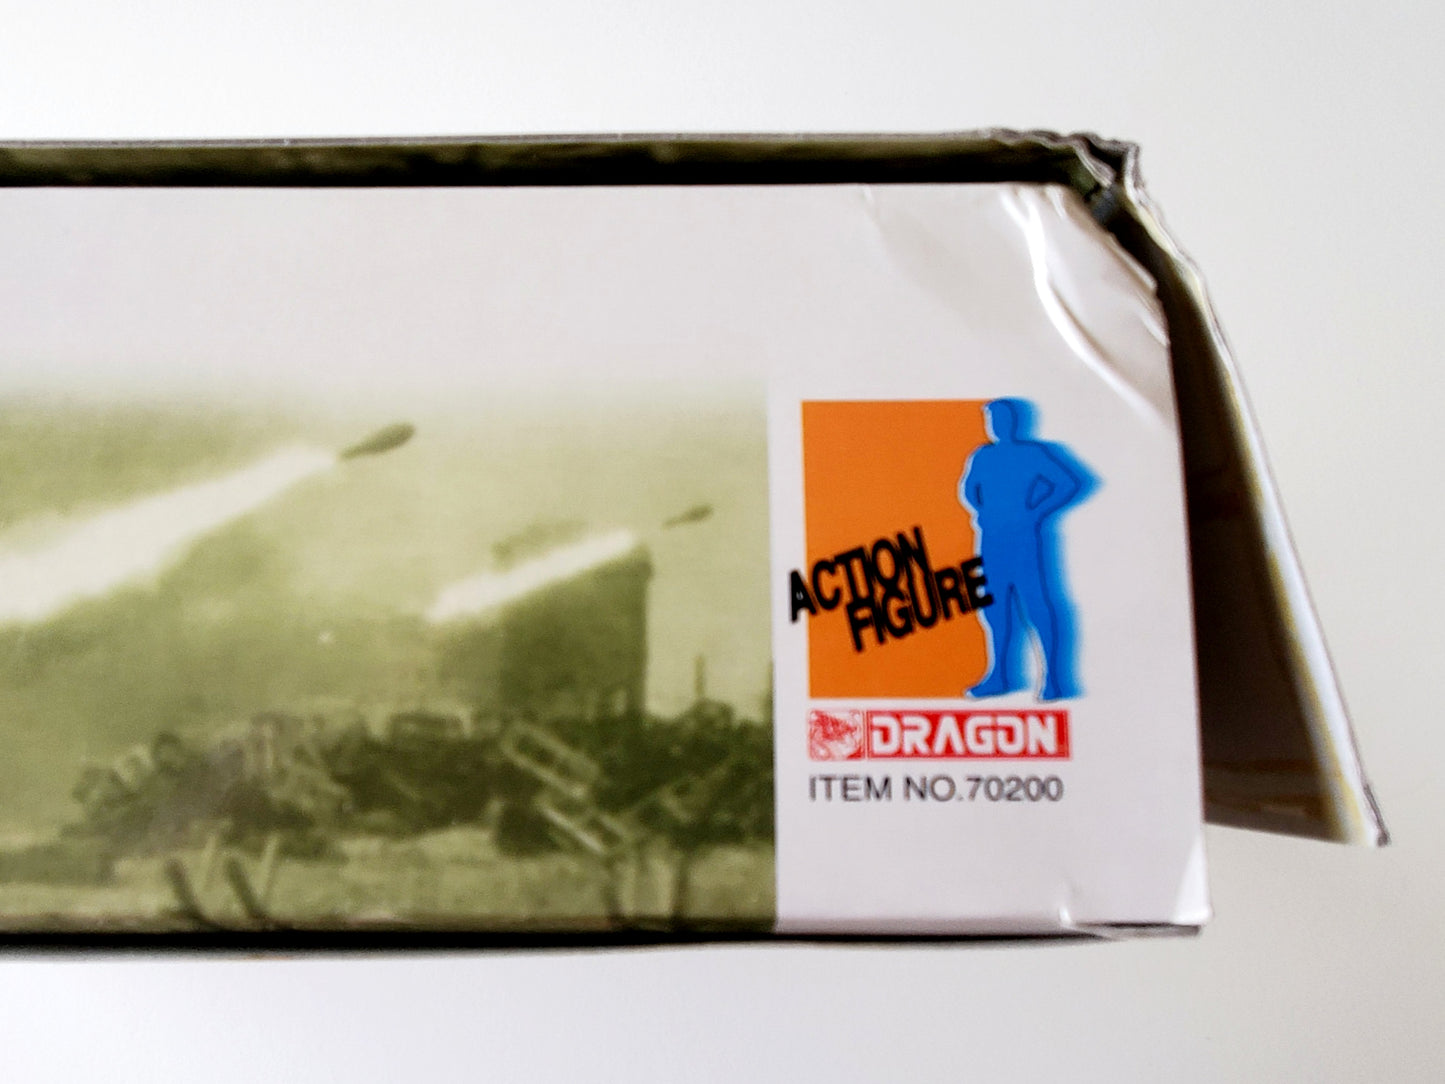 ACTION
FIGURE
DRAGON
ITEM NO.70200